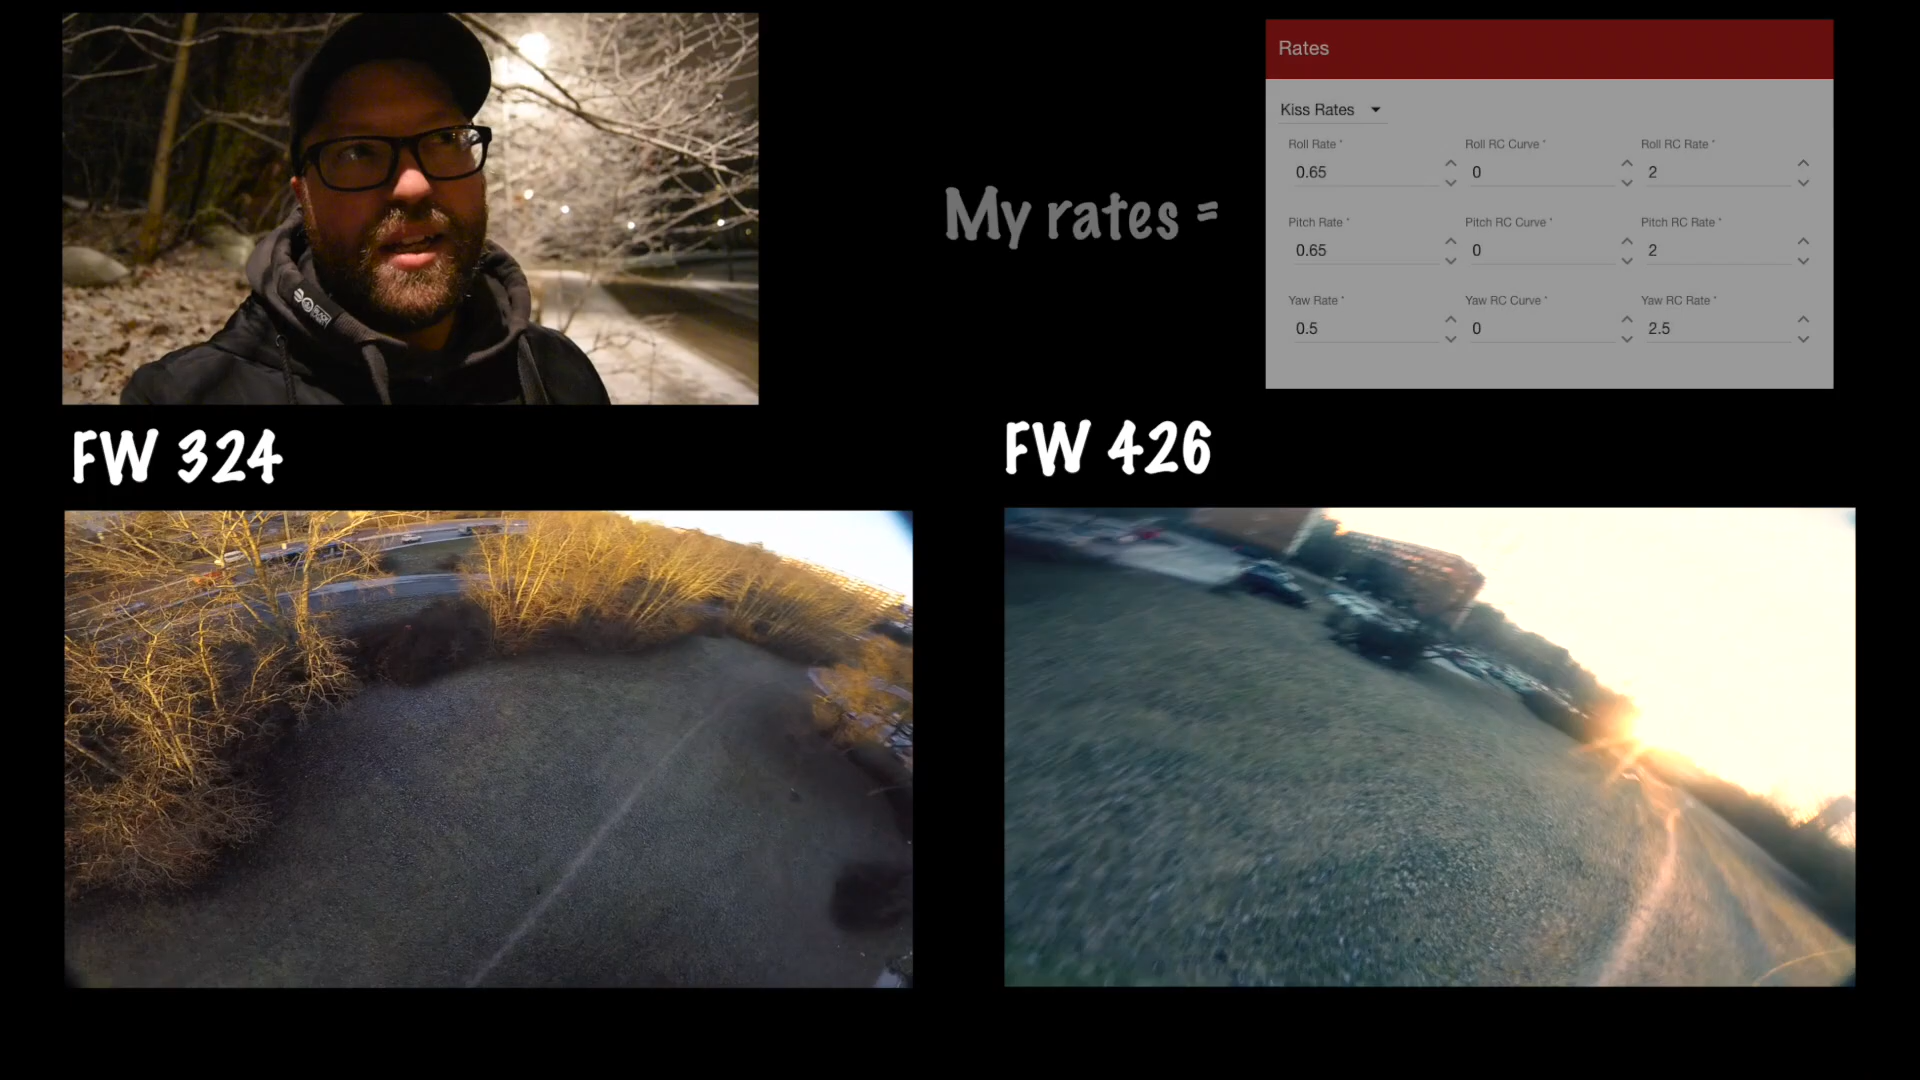 Rates
Kiss Rates
My rates =
Roll Rate * Roll RC Curve * Roll RC Rate *
0.65 0 2
Pitch Rate * Pitch RC Curve * Pitch RC Rate *
0.65 0 2
Yaw Rate * Yaw RC Curve * Yaw RC Rate *
0.5 0 2.5
FW 324 FW 426